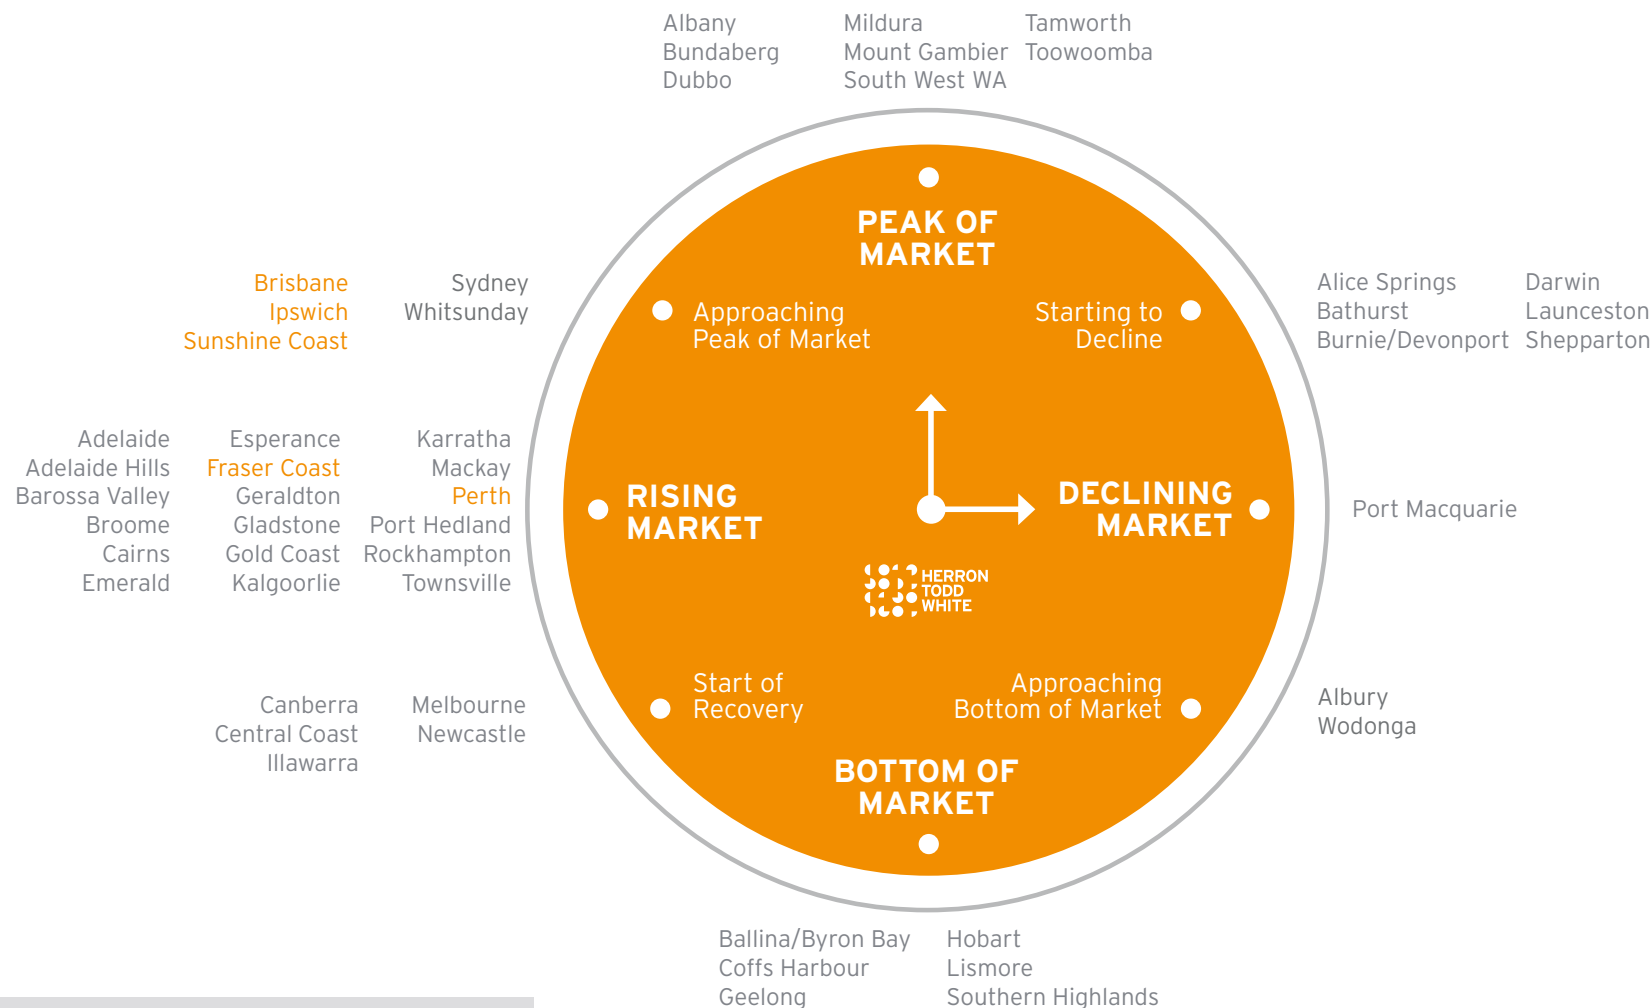 Albany
Bundaberg
Dubbo
Mildura
Mount Gambier
South West WA
Tamworth
Toowoomba
PEAK OF
MARKET
Brisbane
Ipswich
Sunshine Coast
Sydney
Whitsunday
Approaching
Peak of Market
Starting to
Decline
Alice Springs
Bathurst
Burnie/Devonport
Darwin
Launceston
Shepparton
Adelaide
Adelaide Hills
Barossa Valley
Broome
Cairns
Emerald
Esperance
Fraser Coast
Geraldton
Gladstone
Gold Coast
Kalgoorlie
Karratha
Mackay
Perth
Port Hedland
Rockhampton
Townsville
RISING
MARKET
DECLINING
MARKET
Port Macquarie
HERRON
TODD
WHITE
Canberra
Central Coast
Illawarra
Melbourne
Newcastle
Start of
Recovery
Approaching
Bottom of Market
Albury
Wodonga
BOTTOM OF
MARKET
Ballina/Byron Bay
Coffs Harbour
Geelong
Hobart
Lismore
Southern Highlands